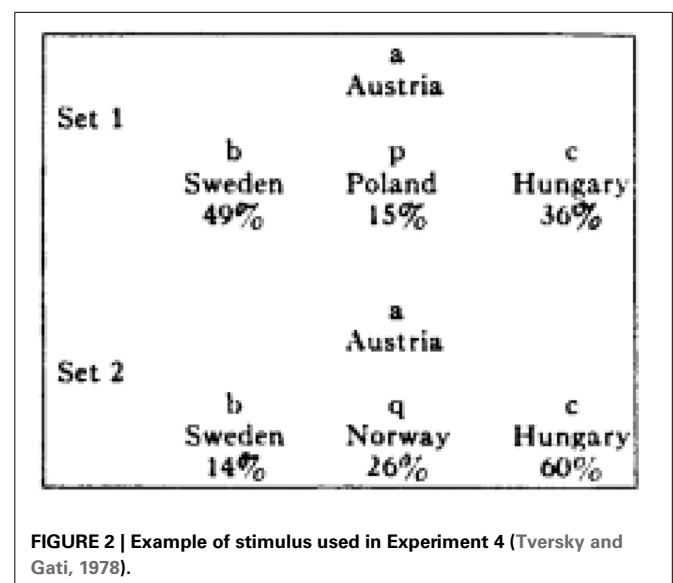 a
Austria
Set 1
b p c
Sweden Poland Hungary
49% 15% 36%
a
Austria
Set 2
b q c
Sweden Norway Hungary
14% 26% 60%
FIGURE 2 | Example of stimulus used in Experiment 4 (Tversky and
Gati, 1978).